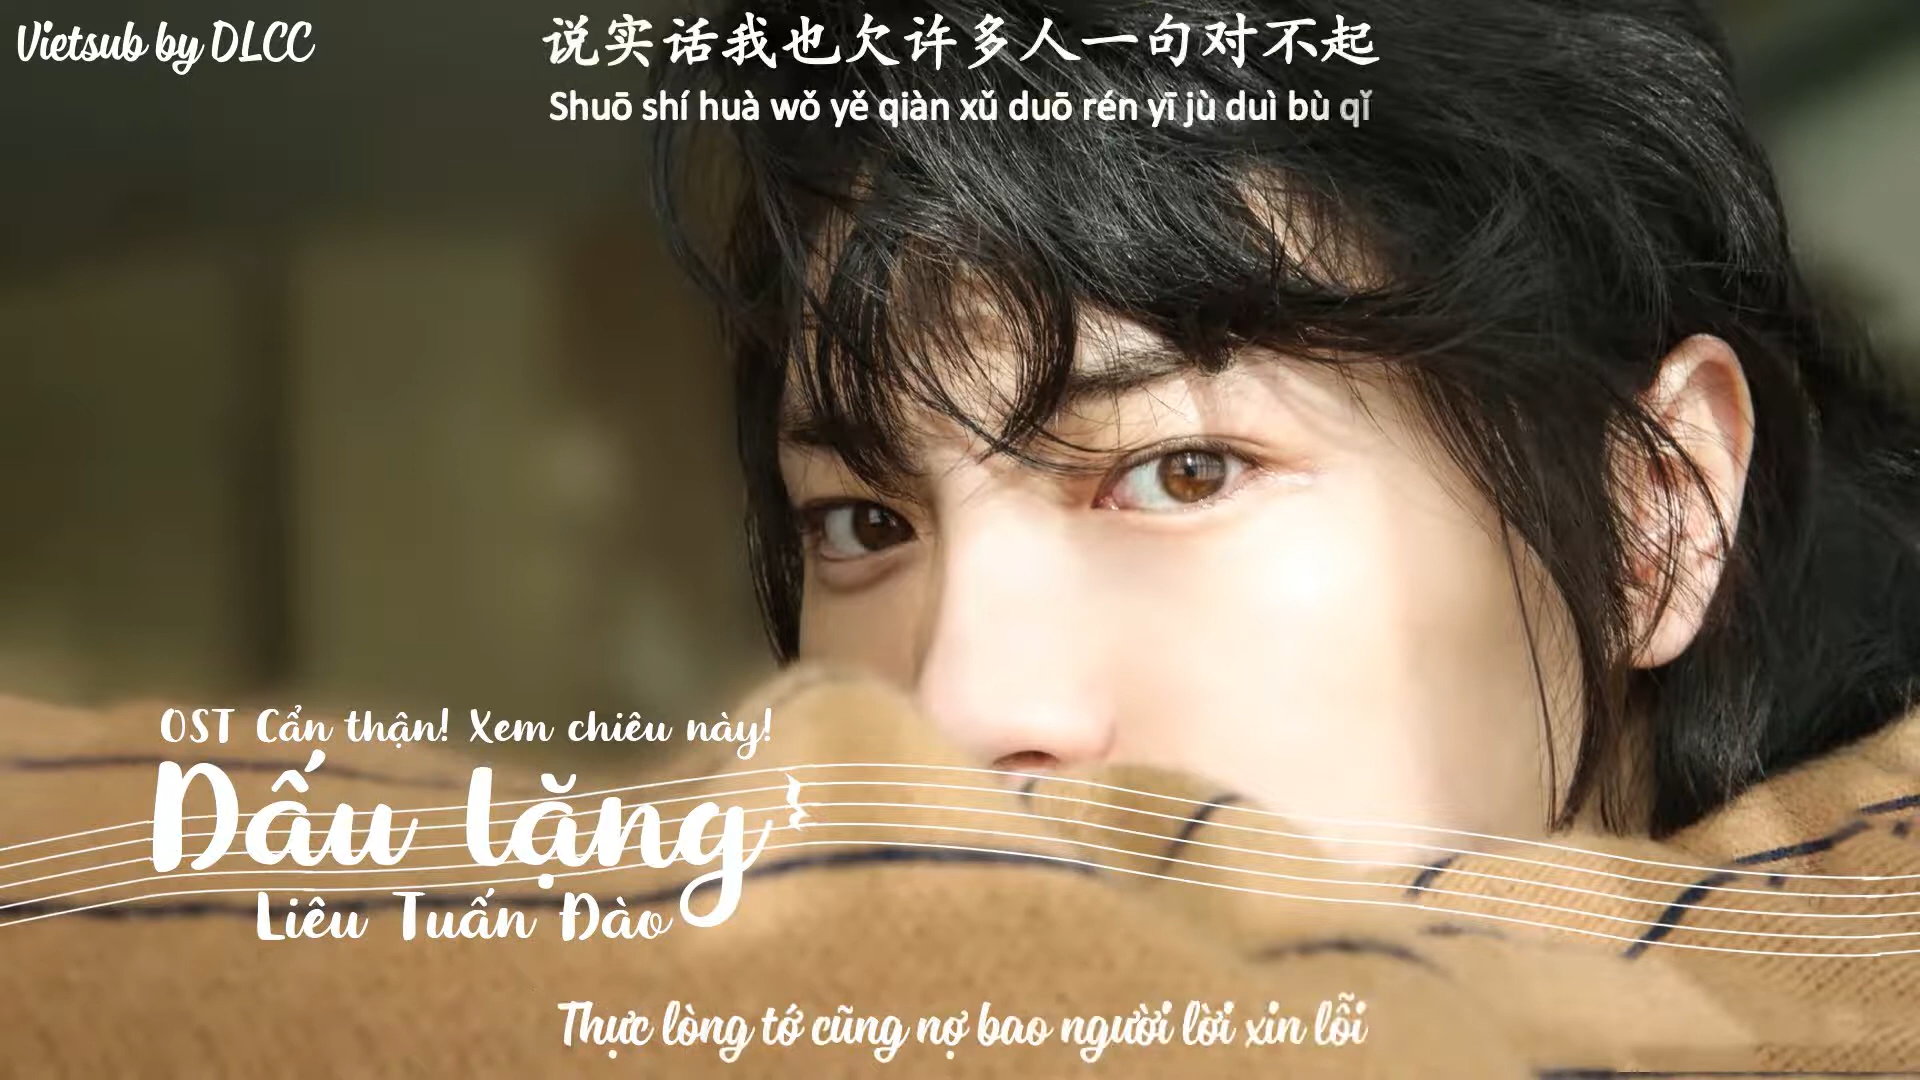 Vietsub by DLCC
说实话我也欠许多人一句对不起
Shuō shí huà wǒ yě qiàn xǔ duō rén yī jù duì bù qǐ
OST Cẩn thận! Xem chiêu này!
Dấu lặng
Liêu Tuấn Đào
Thực lòng tớ cũng nợ bao người lời xin lỗi